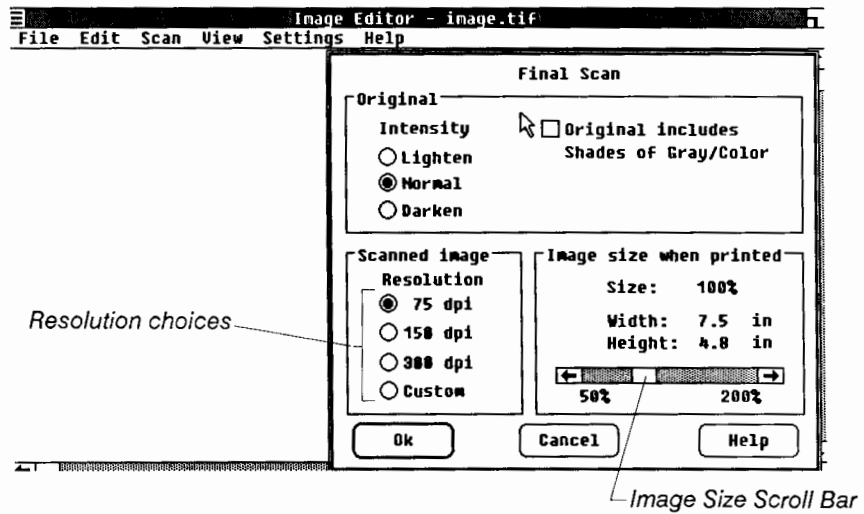 Image Editor - image.tif
File Edit Scan View Settings Help
Final Scan
Original
Intensity
Lighten
Normal
Darken
Original includes
Shades of Gray/Color
Scanned image
Resolution
75 dpi
150 dpi
300 dpi
Custom
Image size when printed
Size: 100%
Width: 7.5 in
Height: 4.8 in
50% 200%
Ok
Cancel
Help
Resolution choices
Image Size Scroll Bar